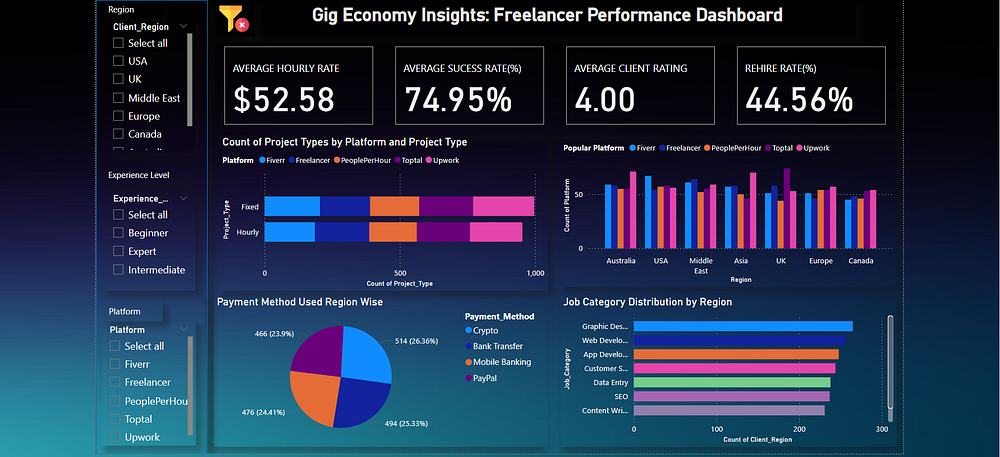 Region
Client_Region
Select all
USA
UK
Middle East
Europe
Canada
Experience Level
Experience_...
Select all
Beginner
Expert
Intermediate
Platform
Platform
Select all
Fiverr
Freelancer
PeoplePerHou
Toptal
Upwork
Gig Economy Insights: Freelancer Performance Dashboard
AVERAGE HOURLY RATE
$52.58
AVERAGE SUCESS RATE(%)
74.95%
AVERAGE CLIENT RATING
4.00
REHIRE RATE(%)
44.56%
Count of Project Types by Platform and Project Type
Platform Fiverr Freelancer PeoplePerHour Toptal Upwork
Project_Type
Fixed
Hourly
0 500 1,000
Count of Project_Type
Popular Platform Fiverr Freelancer PeoplePerHour Toptal Upwork
Count of Platform
50
0
Australia USA Middle East Asia UK Europe Canada
Region
Payment Method Used Region Wise
466 (23.9%)
514 (26.36%)
476 (24.41%)
494 (25.33%)
Payment_Method
Crypto
Bank Transfer
Mobile Banking
PayPal
Job Category Distribution by Region
Job_Category
Graphic Des...
Web Develo...
App Develo...
Customer S...
Data Entry
SEO
Content Wri...
0 100 200 300
Count of Client_Region